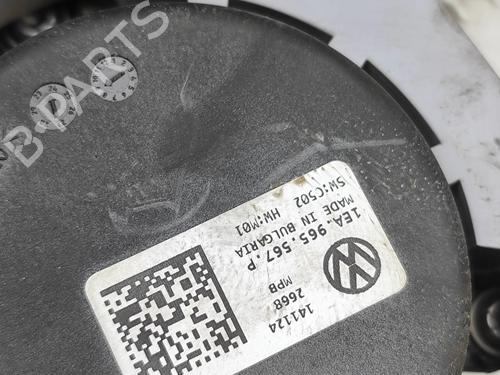 B-PARTS
1EA.965.567.P
MADE IN BULGARIA
HW:M01
SW:C502
141124
2668
MPB